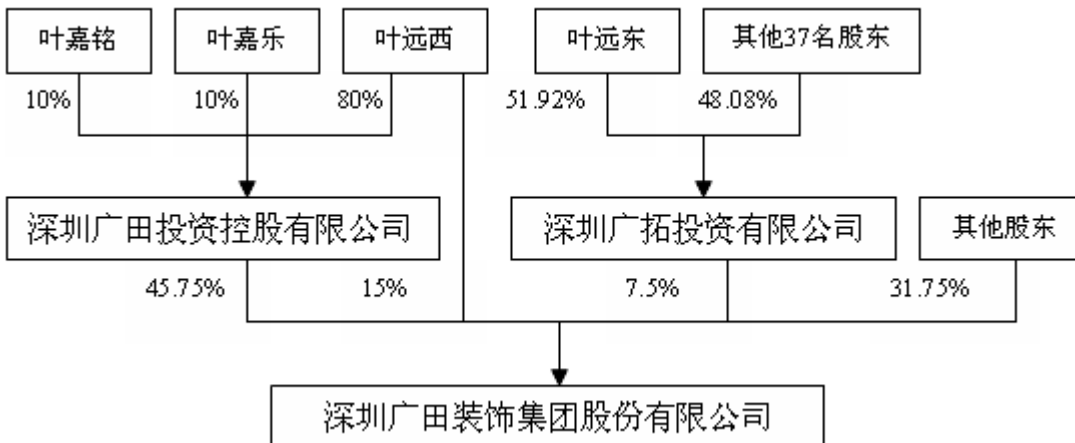 叶嘉铭 叶嘉乐 叶远西 叶远东 其他37名股东
10% 10% 80% 51.92% 48.08%
深圳广田投资控股有限公司 深圳广拓投资有限公司 其他股东
45.75% 15% 7.5% 31.75%
深圳广田装饰集团股份有限公司